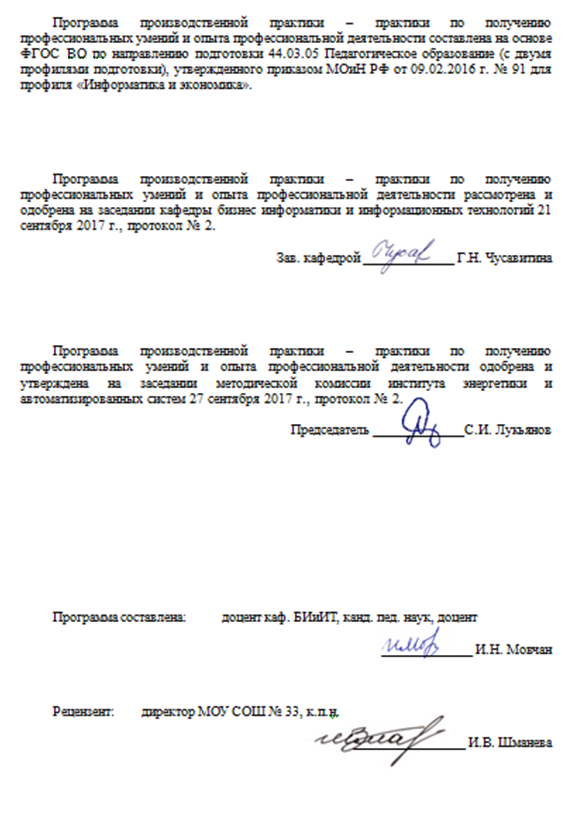 Программа производственной практики – практики по получению
профессиональных умений и опыта профессиональной деятельности составлена на основе
ФГОС ВО по направлению подготовки 44.03.05 Педагогическое образование (с двумя
профилями подготовки), утвержденного приказом МОиН РФ от 09.02.2016 г. № 91 для
профиля «Информатика и экономика».
Программа производственной практики – практики по получению
профессиональных умений и опыта профессиональной деятельности рассмотрена и
одобрена на заседании кафедры бизнес информатики и информационных технологий 21
сентября 2017 г., протокол № 2.
Зав. кафедрой Г.Н. Чусавитина
Программа производственной практики – практики по получению
профессиональных умений и опыта профессиональной деятельности одобрена и
утверждена на заседании методической комиссии института энергетики и
автоматизированных систем 27 сентября 2017 г., протокол № 2.
Председатель С.И. Лукьянов
Программа составлена: доцент каф. БИиИТ, канд. пед. наук, доцент
И.Н. Мовчан
Рецензент: директор МОУ СОШ № 33, к.п.н.
И.В. Шманева